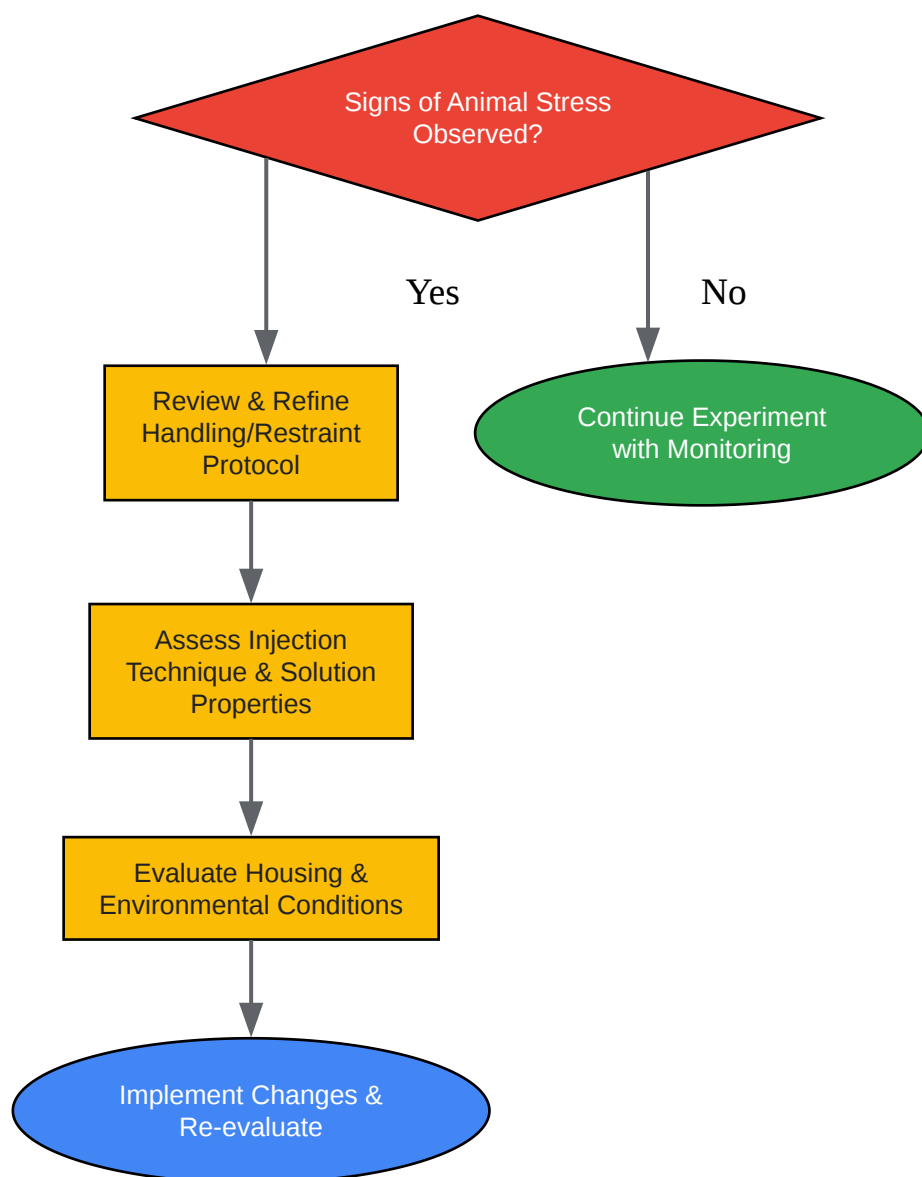 Signs of Animal Stress
Observed?
Yes
No
Review & Refine
Handling/Restraint
Protocol
Continue Experiment
with Monitoring
Assess Injection
Technique & Solution
Properties
Evaluate Housing &
Environmental Conditions
Implement Changes &
Re-evaluate